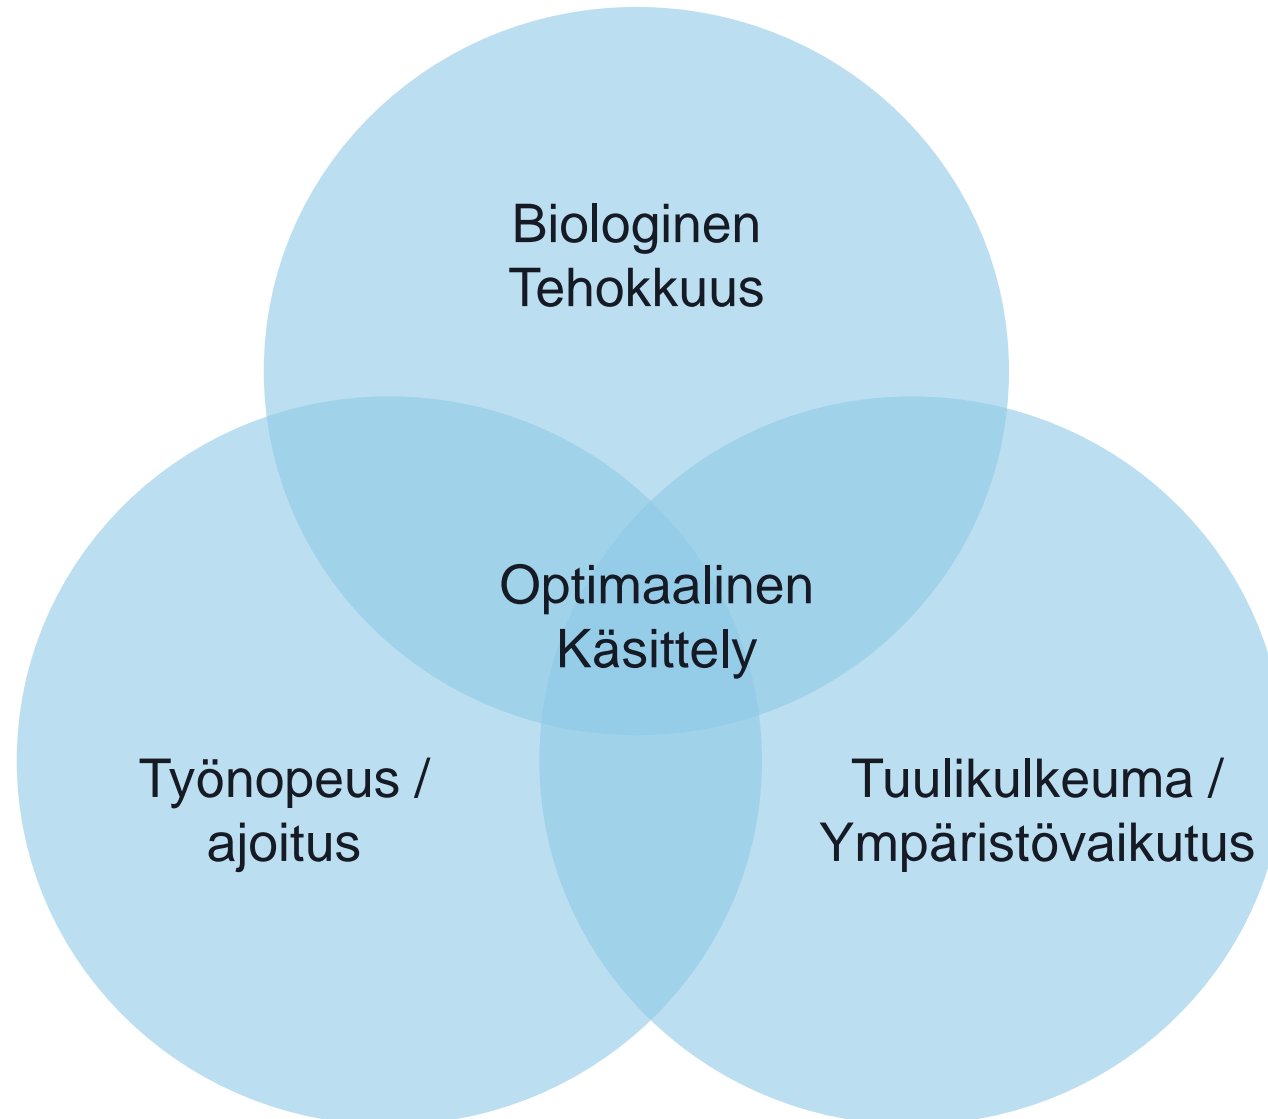 Biologinen
Tehokkuus
Optimaalinen
Käsittely
Työnopeus /
ajoitus
Tuulikulkeuma /
Ympäristövaikutus